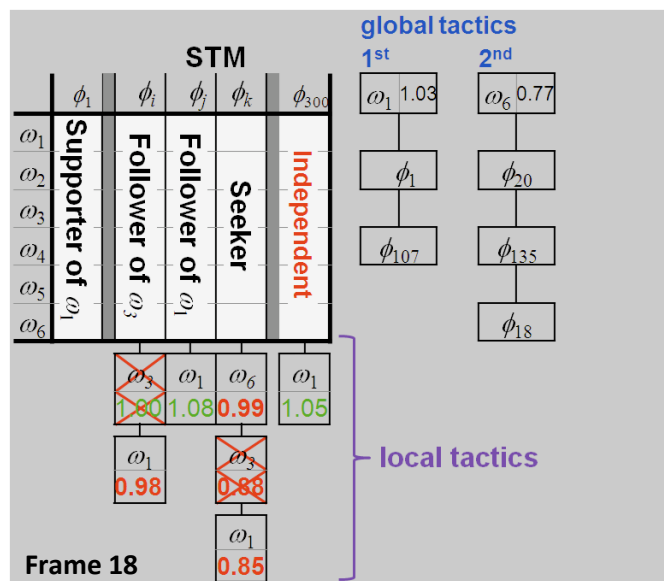 global tactics
STM
1st
2nd
ϕ1 ϕi ϕj ϕk ϕ300
ω1 1.03
ω6 0.77
ω1
ω2
ω3
ω4
ω5
ω6
Supporter of ω1
Follower of ω3
Follower of ω1
Seeker
Independent
ϕ1
ϕ107
ϕ20
ϕ135
ϕ18
ω3 ω1 ω6 ω1
1.80 1.08 0.99 1.05
ω1 ω3
0.98 0.88
ω1
0.85
local tactics
Frame 18